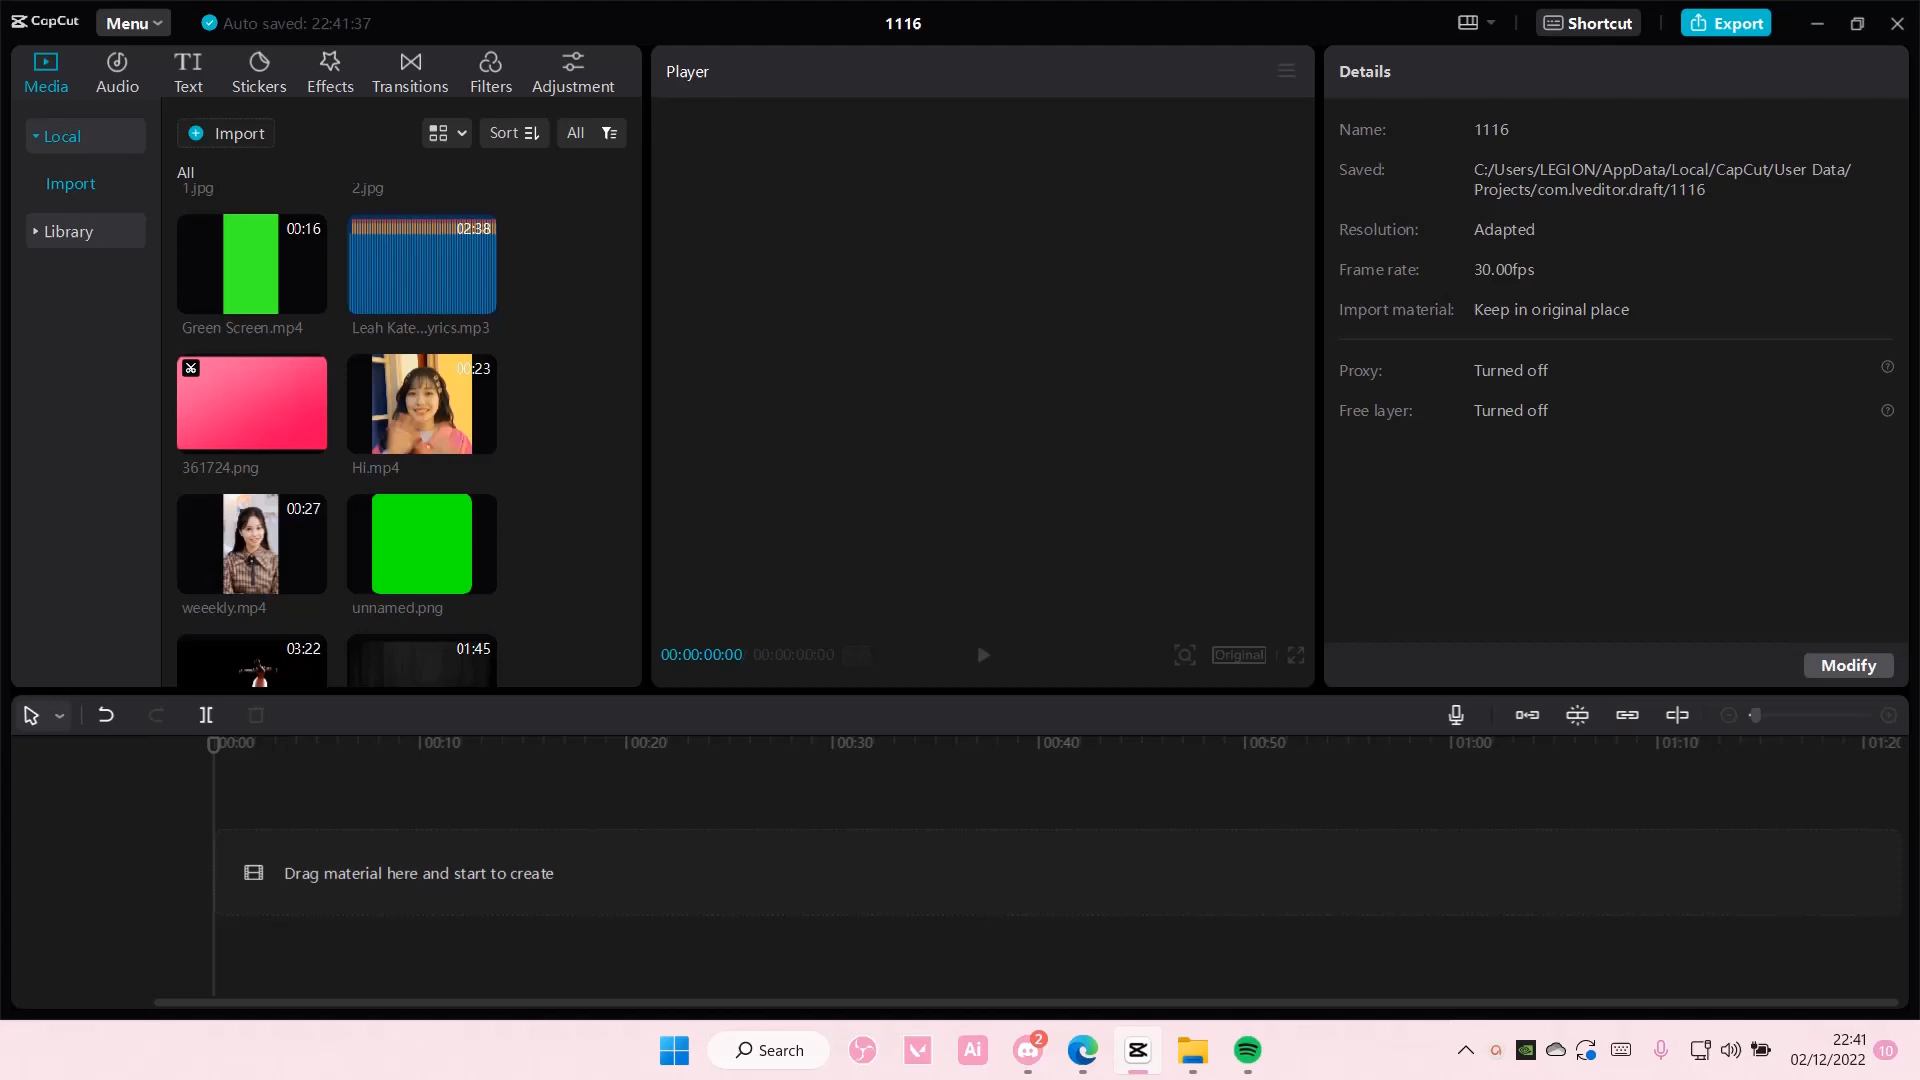 CapCut
Menu
Auto saved: 22:41:37
1116
Shortcut
Export
Media
Audio
TI
Text
Stickers
Effects
Transitions
Filters
Adjustment
Player
Details
Local
Import
Library
Import
Sort
All
All
1.jpg
2.jpg
00:16
Green Screen.mp4
02:38
Leah Kate...yrics.mp3
361724.png
00:23
Hi.mp4
00:27
weeekly.mp4
unnamed.png
03:22
01:45
00:00:00:00
00:00:00:00
Original
Name:
1116
Saved:
C:/Users/LEGION/AppData/Local/CapCut/User Data/
Projects/com.lveditor.draft/1116
Resolution:
Adapted
Frame rate:
30.00fps
Import material:
Keep in original place
Proxy:
Turned off
Free layer:
Turned off
Modify
00:00
00:10
00:20
00:30
00:40
00:50
01:00
01:10
01:20
Drag material here and start to create
Search
Ai
2
22:41
02/12/2022
10